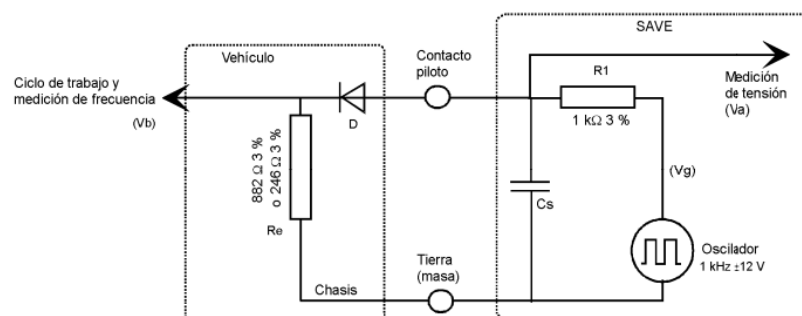 SAVE
Vehículo
Contacto
piloto
Ciclo de trabajo y
medición de frecuencia
(Vb)
D
R1
1 kΩ 3 %
Medición
de tensión
(Va)
882 Ω 3 %
o 246 Ω 3 %
Re
Cs
(Vg)
Oscilador
1 kHz ±12 V
Tierra
(masa)
Chasis